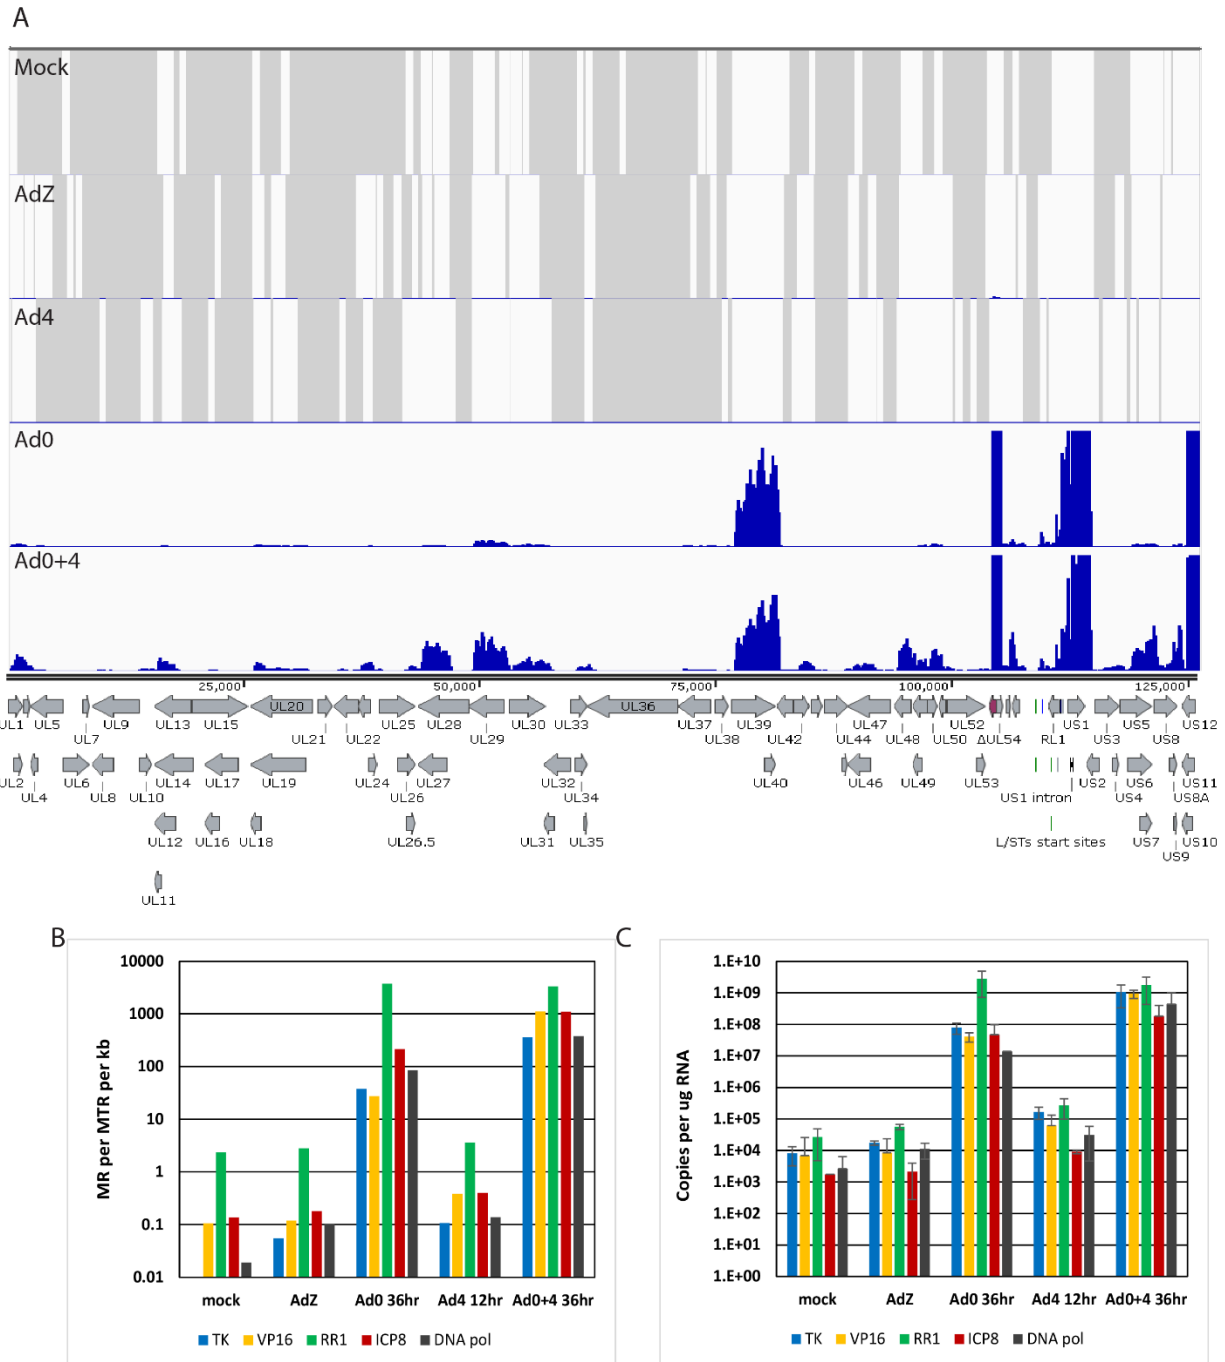 A
Mock
AdZ
Ad4
Ad0
Ad0+4
25,000 50,000 75,000 100,000 125,000
UL20 UL36
UL1 UL5 UL9 UL13 UL15 UL22 UL25 UL28 UL30 UL33 UL37 UL39 UL47 UL52 US1 US5 US12
UL7 UL21 UL29 UL38 UL42 UL44 UL48 UL50 ΔUL54 RL1 US3 US8
UL2 UL6 UL14 UL17 UL19 UL24 UL27 UL32 UL40 UL46 UL49 UL53 US2 US6 US11
UL4 UL8 UL10 UL26 UL34 US1 intron US4 US8A
UL12 UL16 UL18 UL26.5 UL31 UL35 L/STs start sites US7 US10
US9
UL11
B
10000
1000
100
10
1
0.1
0.01
MR per MTR per kb
mock AdZ Ad0 36hr Ad4 12hr Ad0+4 36hr
TK VP16 RR1 ICP8 DNA pol
C
1.E+10
1.E+09
1.E+08
1.E+07
1.E+06
1.E+05
1.E+04
1.E+03
1.E+02
1.E+01
1.E+00
Copies per ug RNA
mock AdZ Ad0 36hr Ad4 12hr Ad0+4 36hr
TK VP16 RR1 ICP8 DNA pol